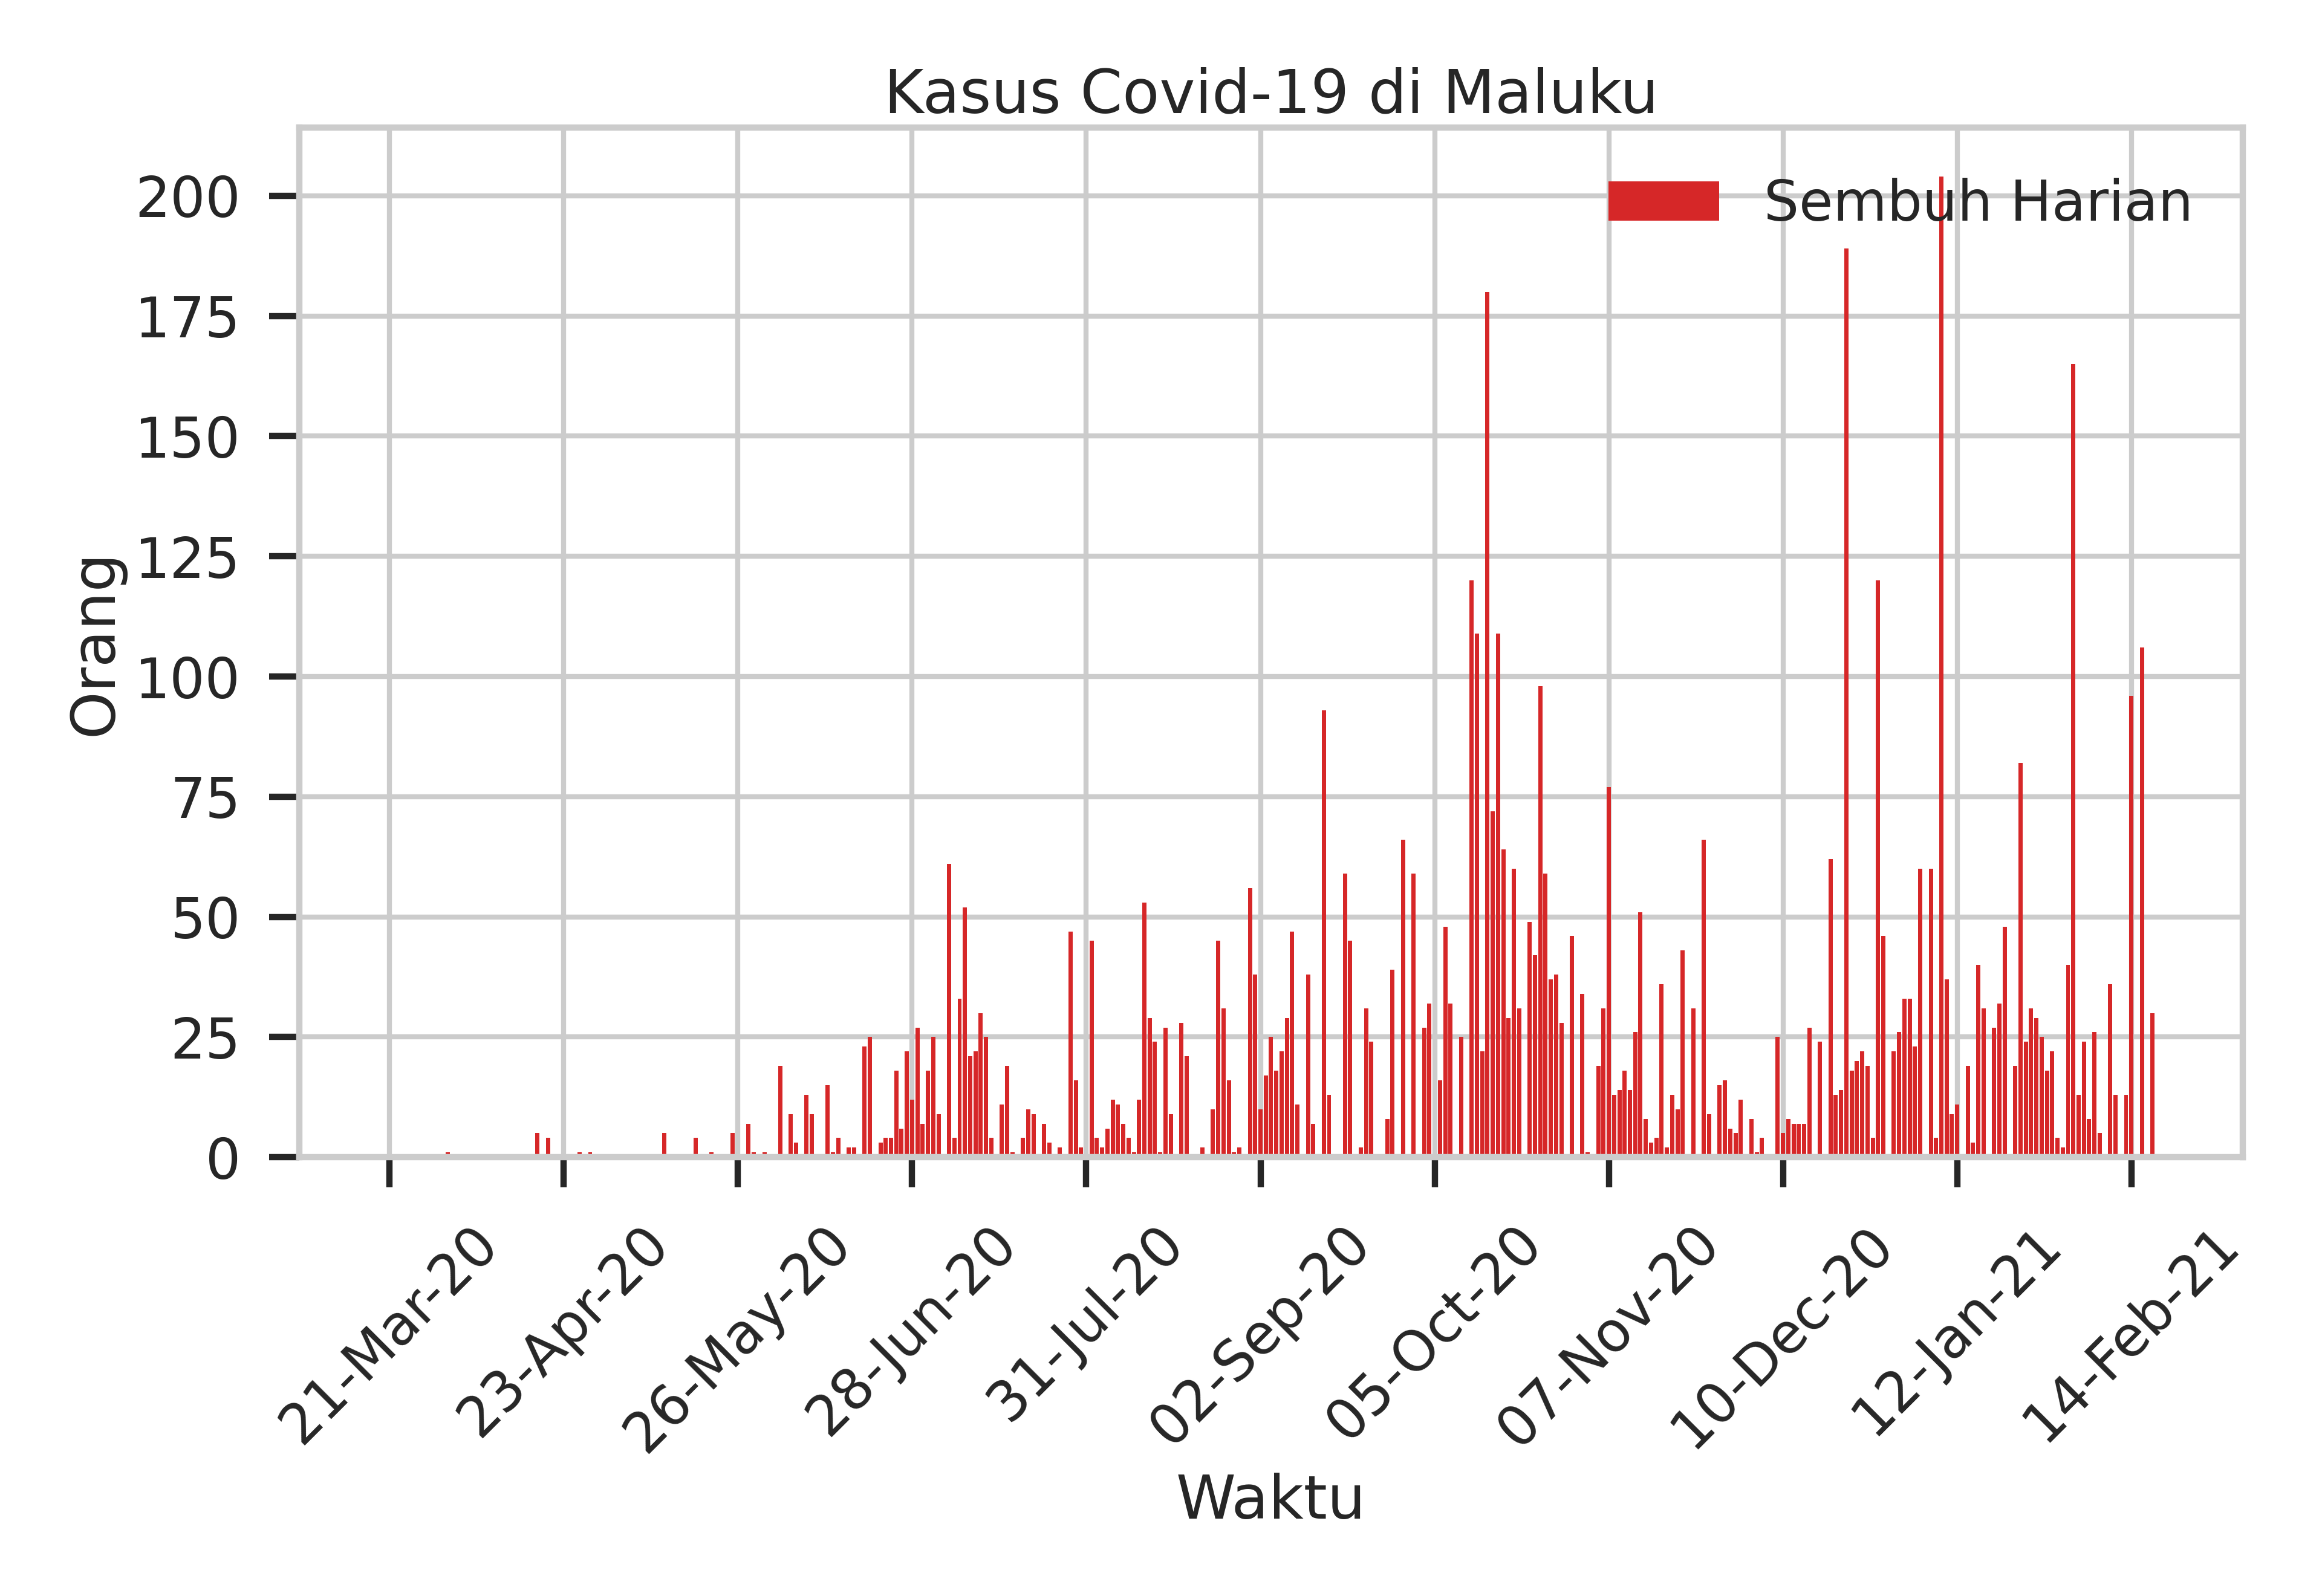 Kasus Covid-19 di Maluku
Sembuh Harian
200
175
150
125
100
75
50
25
0
Orang
21-Mar-20
23-Apr-20
26-May-20
28-Jun-20
31-Jul-20
02-Sep-20
05-Oct-20
07-Nov-20
10-Dec-20
12-Jan-21
14-Feb-21
Waktu